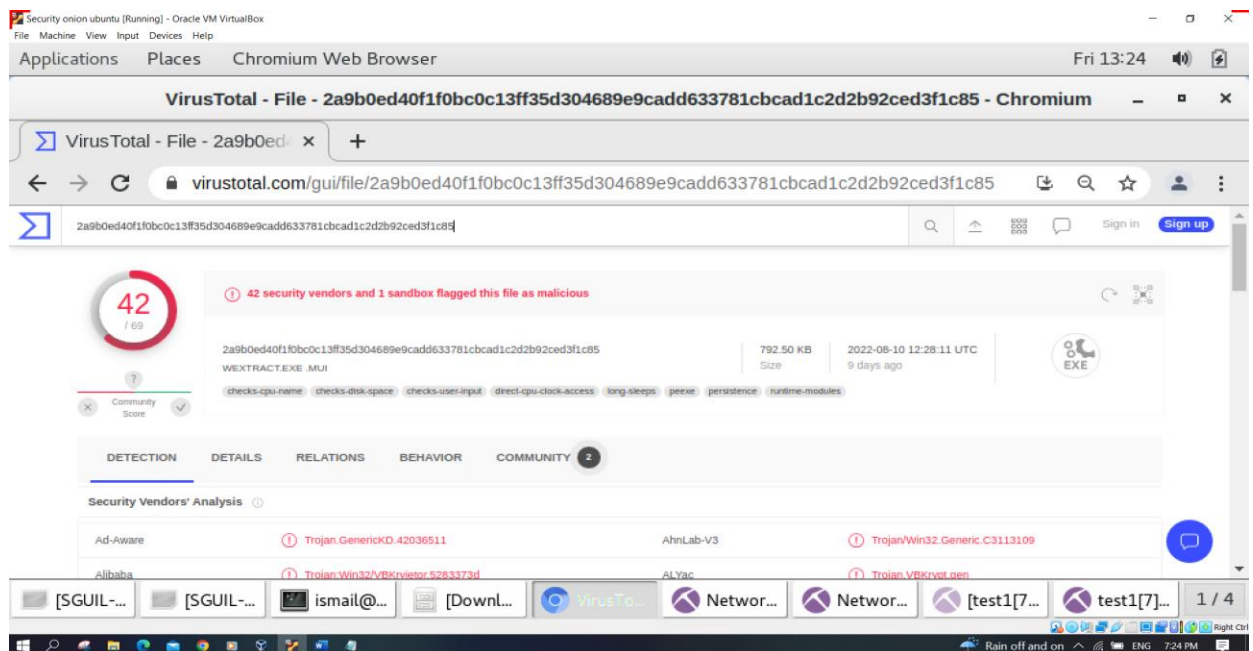 Security onion ubuntu [Running] - Oracle VM VirtualBox
File Machine View Input Devices Help
Applications Places Chromium Web Browser Fri 13:24
VirusTotal - File - 2a9b0ed40f1f0bc0c13ff35d304689e9cadd633781cbcad1c2d2b92ced3f1c85 - Chromium
VirusTotal - File - 2a9b0ed
virustotal.com/gui/file/2a9b0ed40f1f0bc0c13ff35d304689e9cadd633781cbcad1c2d2b92ced3f1c85
2a9b0ed40f1f0bc0c13ff35d304689e9cadd633781cbcad1c2d2b92ced3f1c85 Sign in Sign up
42
/ 69
42 security vendors and 1 sandbox flagged this file as malicious
2a9b0ed40f1f0bc0c13ff35d304689e9cadd633781cbcad1c2d2b92ced3f1c85
WEXTRACT.EXE .MUI
792.50 KB
Size
2022-08-10 12:28:11 UTC
9 days ago
EXE
checks-cpu-name checks-disk-space checks-user-input direct-cpu-clock-access long-sleeps peexe persistence runtime-modules
?
Community
Score
DETECTION DETAILS RELATIONS BEHAVIOR COMMUNITY 2
Security Vendors' Analysis
Ad-Aware Trojan.GenericKD.42036511 AhnLab-V3 Trojan/Win32.Generic.C3113109
Alibaba Trojan:Win32/VBKrvietor.5283373d ALYac Trojan.VBKrypt.gen
[SGUIL-... [SGUIL-... ismail@... [Downl... VirusTo... Networ... Networ... [test1[7... test1[7]... 1 / 4
Right Ctrl
Rain off and on ENG 7:24 PM